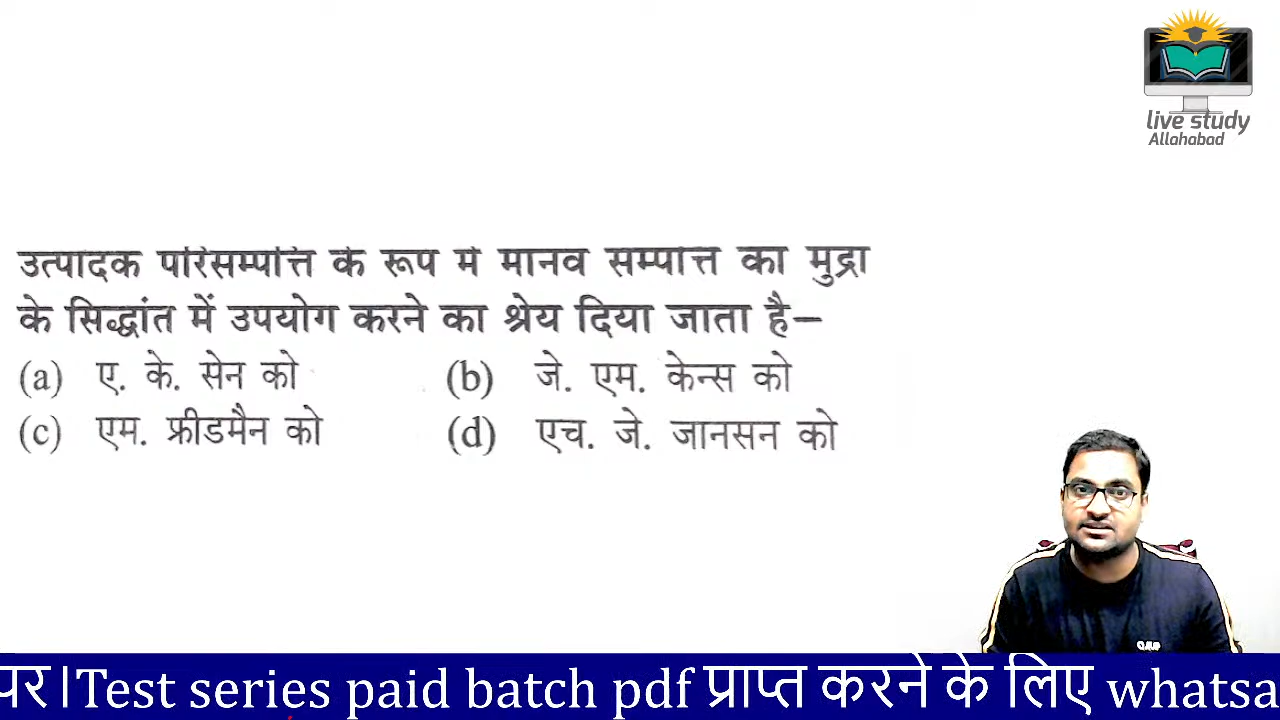 live study
Allahabad
उत्पादक परिसम्पत्ति के रूप में मानव सम्पत्ति का मुद्रा
के सिद्धांत में उपयोग करने का श्रेय दिया जाता है–
(a) ए. के. सेन को (b) जे. एम. केन्स को
(c) एम. फ्रीडमैन को (d) एच. जे. जानसन को
पर।Test series paid batch pdf प्राप्त करने के लिए whatsa